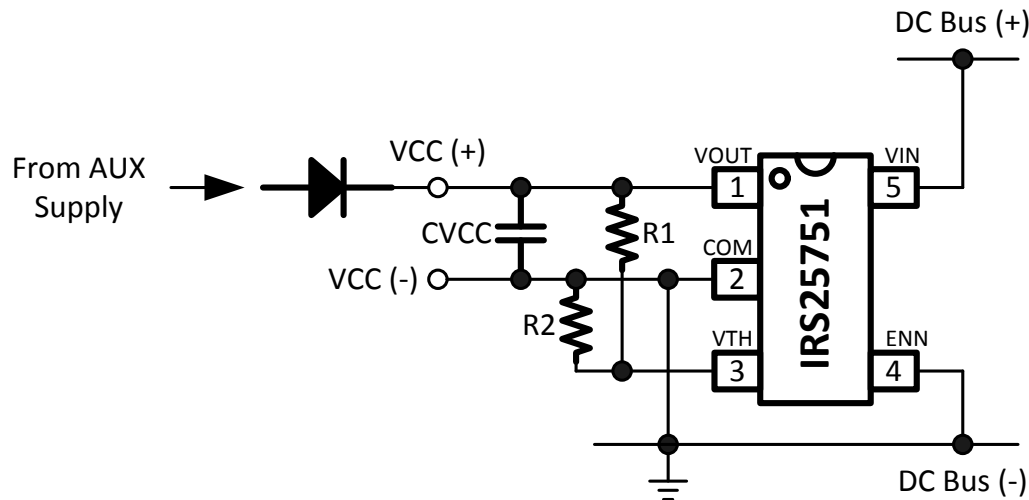 DC Bus (+)
From AUX
Supply
VCC (+)
VOUT
VIN
1
5
CVCC
R1
COM
2
VCC (-)
IRS25751
R2
VTH
ENN
3
4
DC Bus (-)